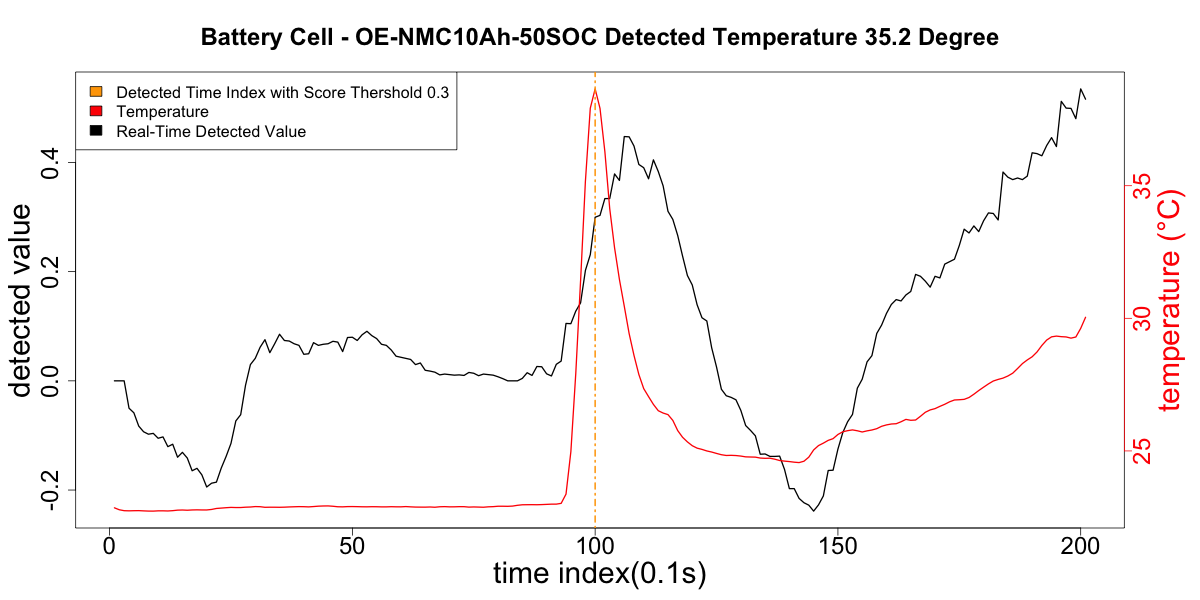 Battery Cell - OE-NMC10Ah-50SOC Detected Temperature 35.2 Degree
Detected Time Index with Score Thershold 0.3
Temperature
Real-Time Detected Value
detected value
0.4
0.2
0.0
-0.2
35
30
25
temperature (°C)
0
50
100
150
200
time index(0.1s)